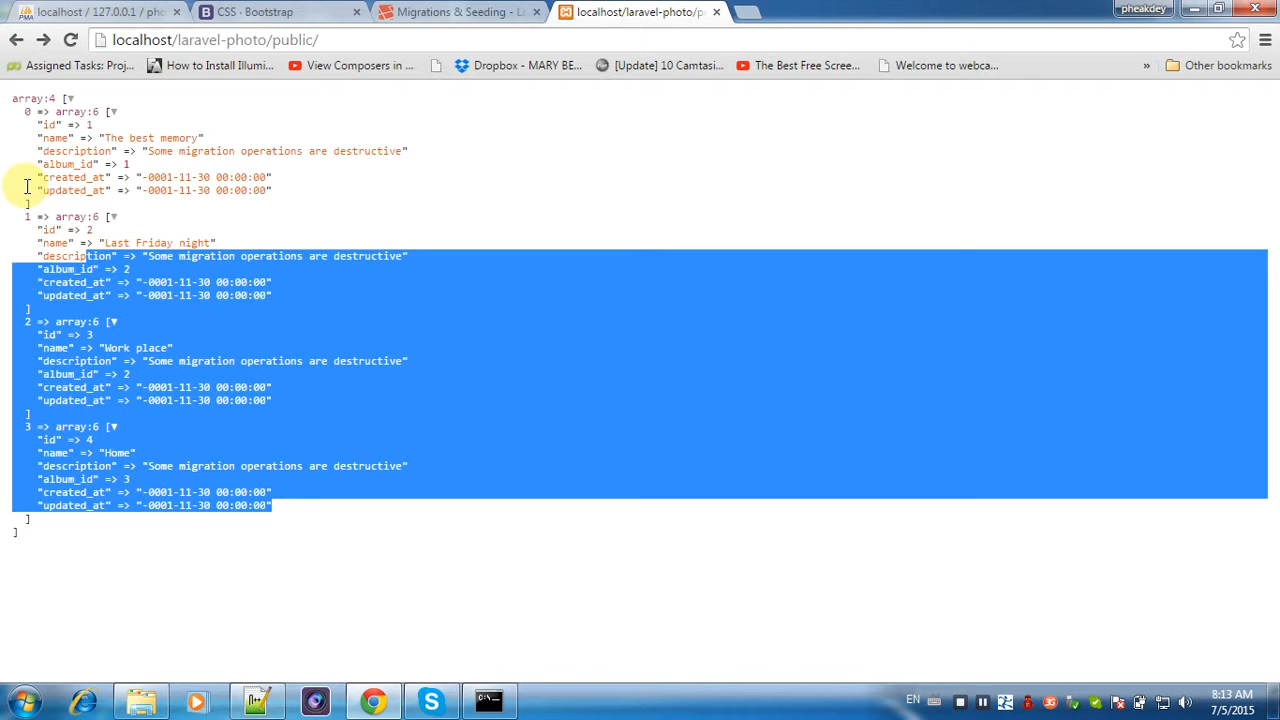 localhost / 127.0.0.1 / pho
CSS · Bootstrap
Migrations & Seeding - La
localhost/laravel-photo/pu
pheakdey
localhost/laravel-photo/public/
Assigned Tasks: Proj...
How to Install Illumi...
View Composers in ...
Dropbox - MARY BE...
[Update] 10 Camtasi...
The Best Free Scree...
Welcome to webca...
»
Other bookmarks
array:4 [▼
0 => array:6 [▼
"id" => 1
"name" => "The best memory"
"description" => "Some migration operations are destructive"
"album_id" => 1
"created_at" => "-0001-11-30 00:00:00"
"updated_at" => "-0001-11-30 00:00:00"
]
1 => array:6 [▼
"id" => 2
"name" => "Last Friday night"
"description" => "Some migration operations are destructive"
"album_id" => 2
"created_at" => "-0001-11-30 00:00:00"
"updated_at" => "-0001-11-30 00:00:00"
]
2 => array:6 [▼
"id" => 3
"name" => "Work place"
"description" => "Some migration operations are destructive"
"album_id" => 2
"created_at" => "-0001-11-30 00:00:00"
"updated_at" => "-0001-11-30 00:00:00"
]
3 => array:6 [▼
"id" => 4
"name" => "Home"
"description" => "Some migration operations are destructive"
"album_id" => 3
"created_at" => "-0001-11-30 00:00:00"
"updated_at" => "-0001-11-30 00:00:00"
]
]
EN
8:13 AM
7/5/2015